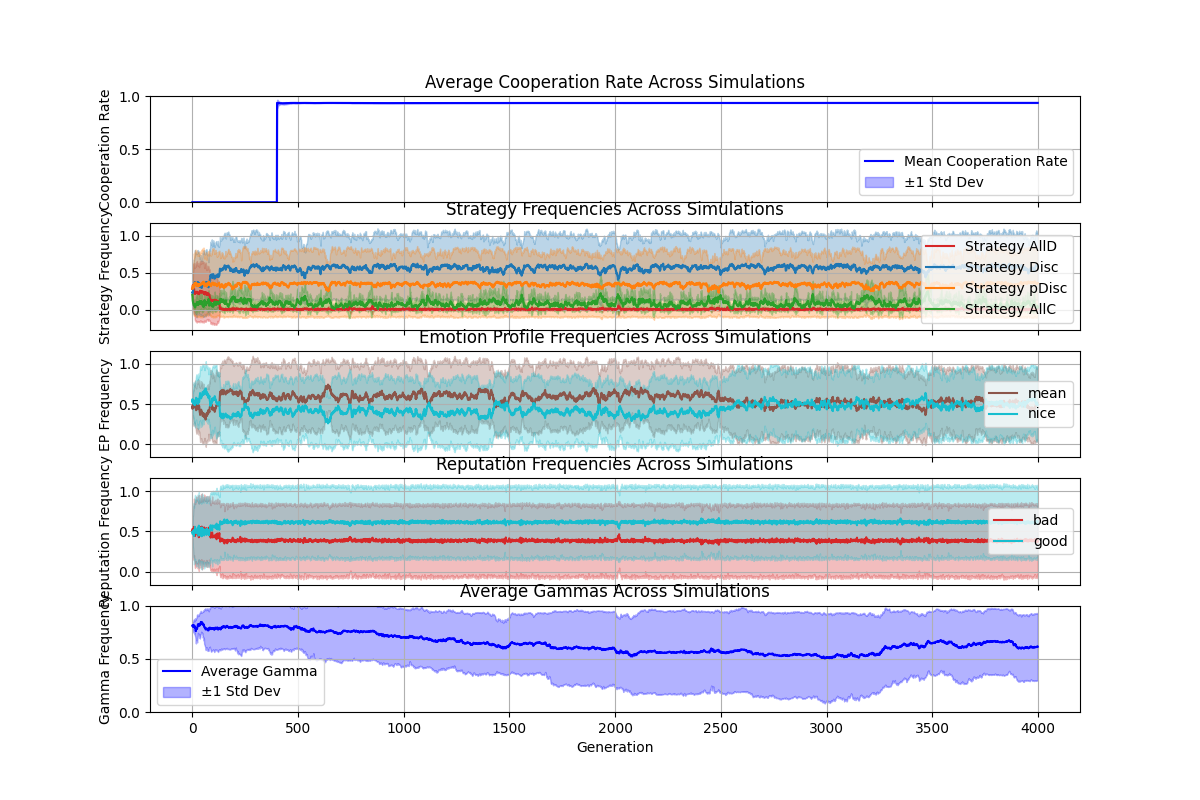 Average Cooperation Rate Across Simulations
Cooperation Rate
1.0
0.5
0.0
Mean Cooperation Rate
±1 Std Dev
Strategy Frequencies Across Simulations
Strategy Frequency
1.0
0.5
0.0
Strategy AllD
Strategy Disc
Strategy pDisc
Strategy AllC
Emotion Profile Frequencies Across Simulations
EP Frequency
1.0
0.5
0.0
mean
nice
Reputation Frequencies Across Simulations
Reputation Frequency
1.0
0.5
0.0
bad
good
Average Gammas Across Simulations
Gamma Frequency
1.0
0.5
0.0
Average Gamma
±1 Std Dev
0 500 1000 1500 2000 2500 3000 3500 4000
Generation